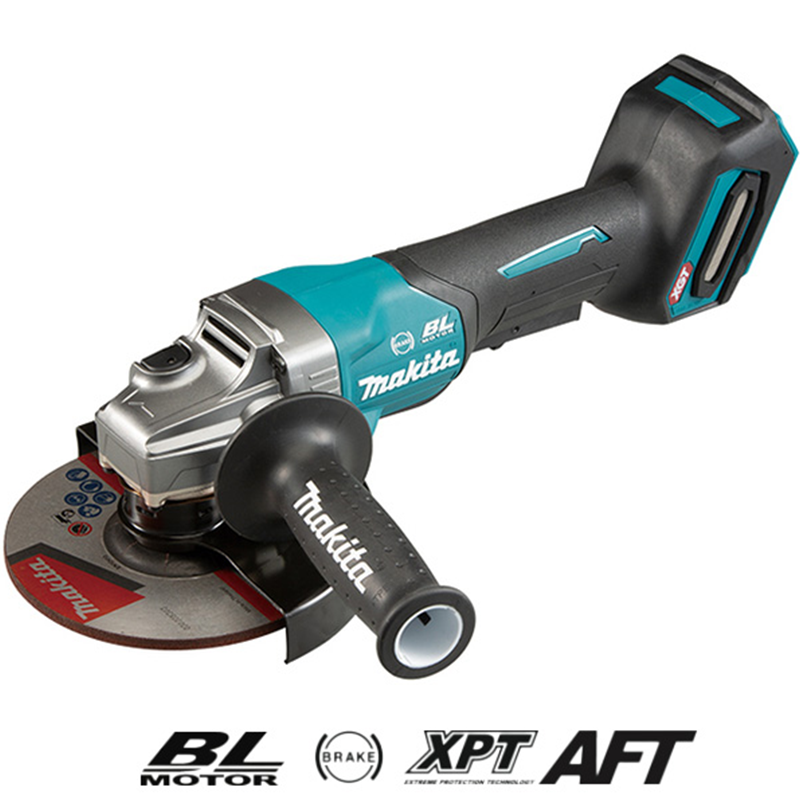 XGT
BL
MOTOR
BRAKE
makita
makita
makita
BL
MOTOR
BRAKE
XPT
EXTREME PROTECTION TECHNOLOGY
AFT